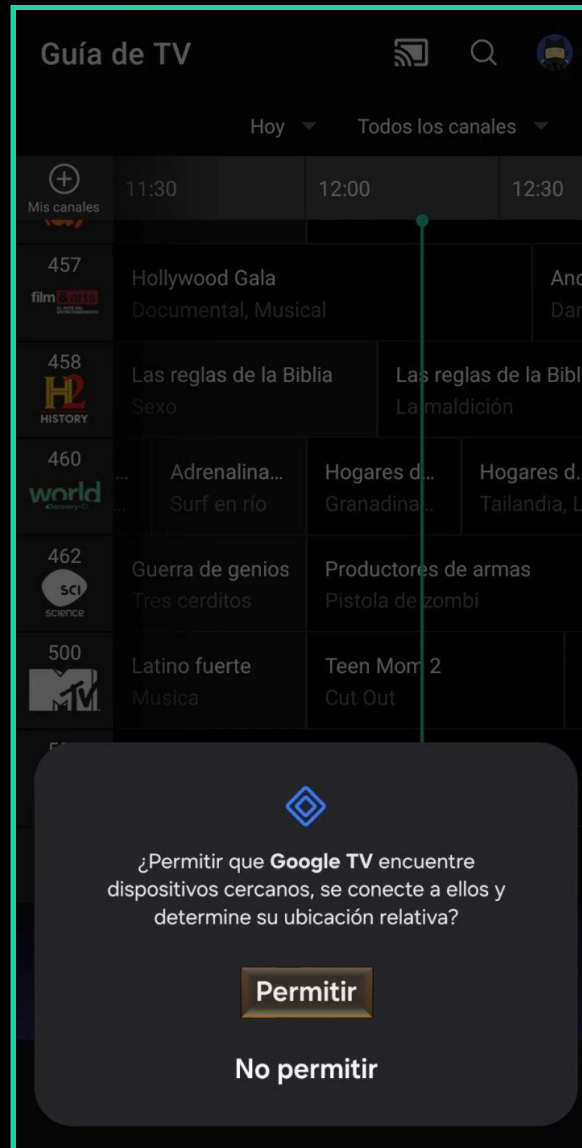 Guía de TV
Hoy Todos los canales
Mis canales 11:30 12:00 12:30
457
film&arts
Hollywood Gala
Documental, Musical
458
H2
HISTORY
Las reglas de la Biblia Las reglas de la Bibl
Sexo La maldición
460
world
Discovery HD
... Adrenalina... Hogares d... Hogares d...
... Surf en río Granadina... Tailandia, L
462
SCI
science
Guerra de genios Productores de armas
Tres cerditos Pistola de zombi
500
MTV
Latino fuerte Teen Mom 2
Musica Cut Out
¿Permitir que Google TV encuentre
dispositivos cercanos, se conecte a ellos y
determine su ubicación relativa?
Permitir
No permitir